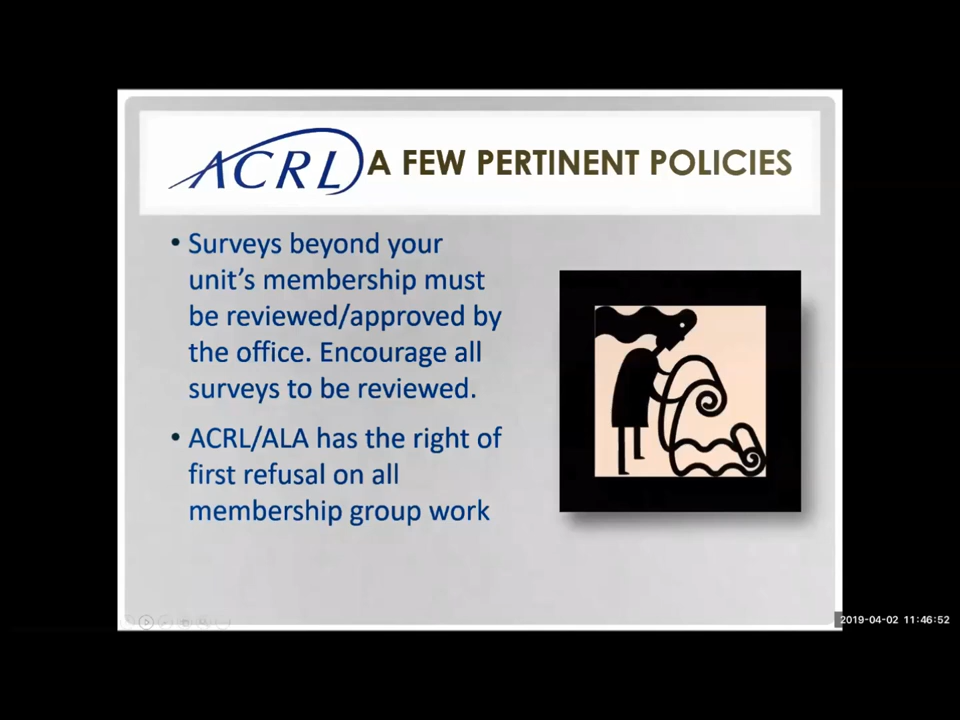 ACRL A FEW PERTINENT POLICIES
• Surveys beyond your
unit's membership must
be reviewed/approved by
the office. Encourage all
surveys to be reviewed.
• ACRL/ALA has the right of
first refusal on all
membership group work
2019-04-02 11:46:52